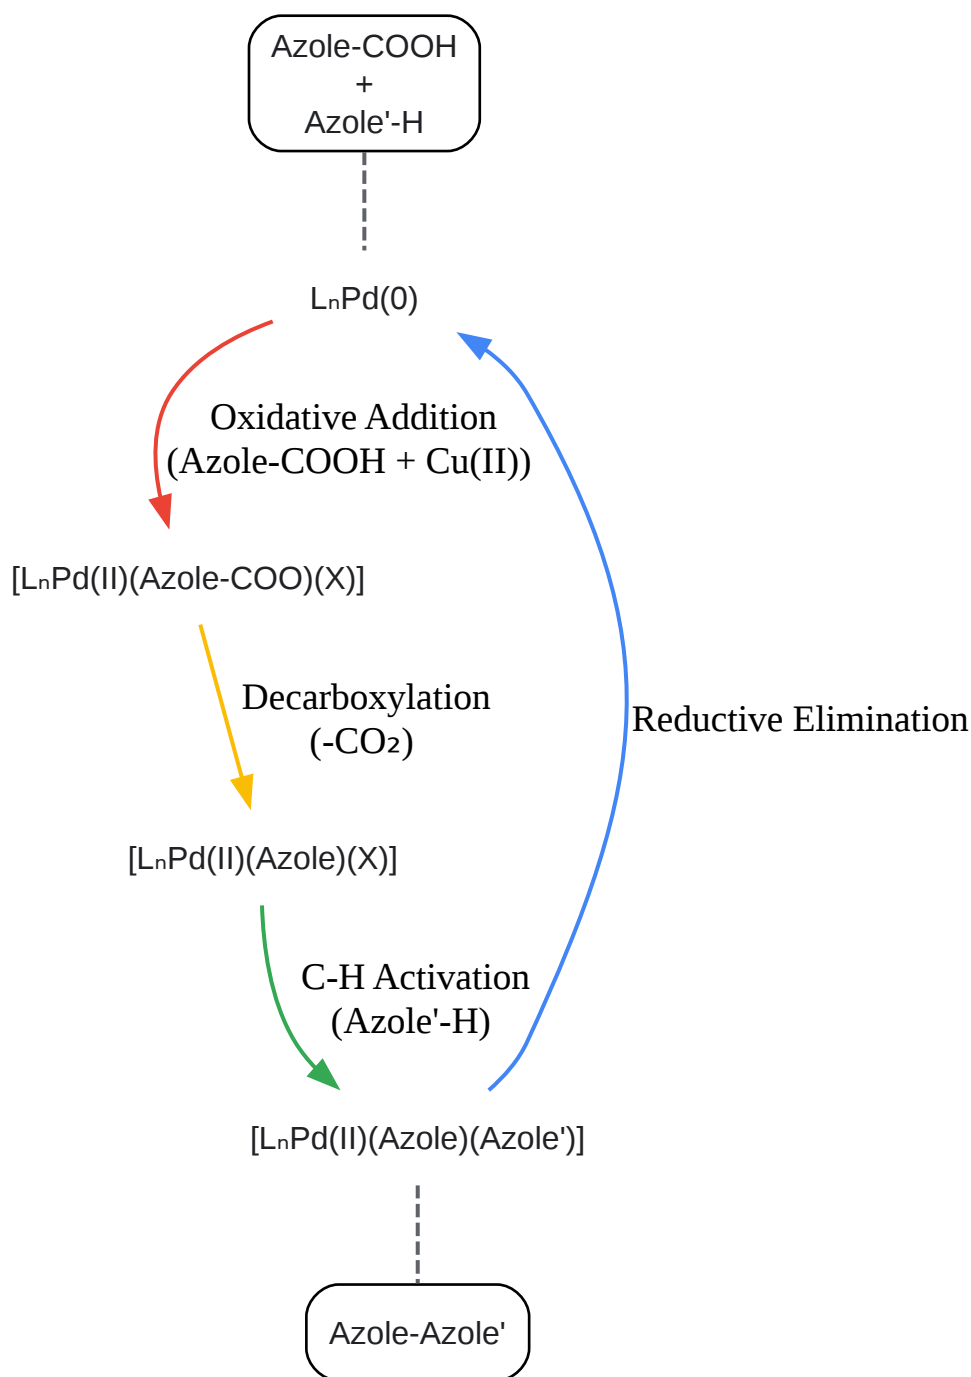 Azole-COOH
+
Azole'-H
LₙPd(0)
Oxidative Addition
(Azole-COOH + Cu(II))
[LₙPd(II)(Azole-COO)(X)]
Decarboxylation
(-CO₂)
Reductive Elimination
[LₙPd(II)(Azole)(X)]
C-H Activation
(Azole'-H)
[LₙPd(II)(Azole)(Azole')]
Azole-Azole'